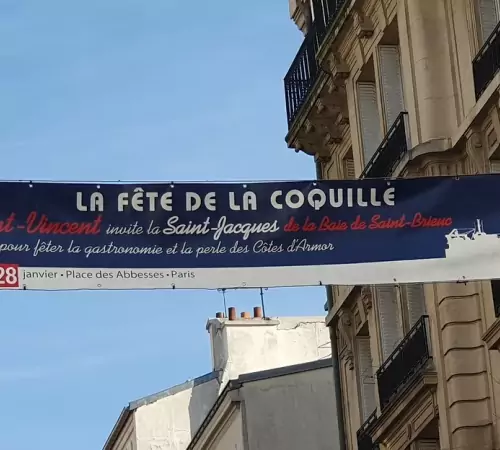 LA FÊTE DE LA COQUILLE
nt-Vincent invite la Saint-Jacques de la Baie de Saint-Brieuc
pour fêter la gastronomie et la perle des Côtes d'Armor
28 janvier • Place des Abbesses • Paris